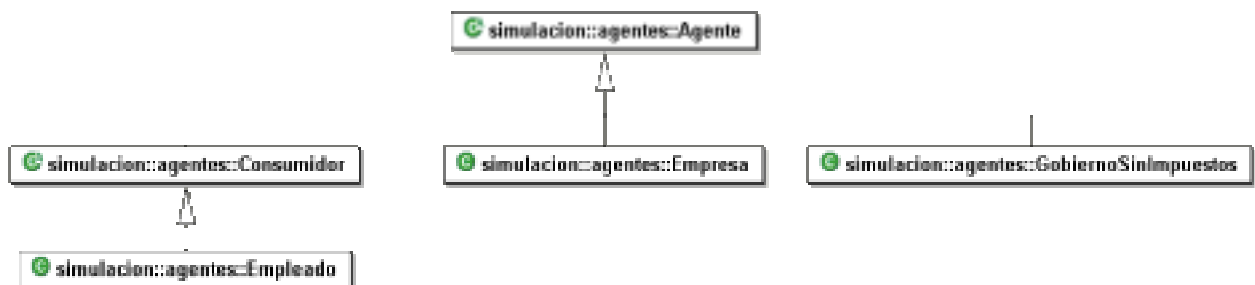 simulacion::agentes::Agente
simulacion::agentes::Consumidor
simulacion::agentes::Empresa
simulacion::agentes::GobiernoSinImpuestos
simulacion::agentes::Empleado